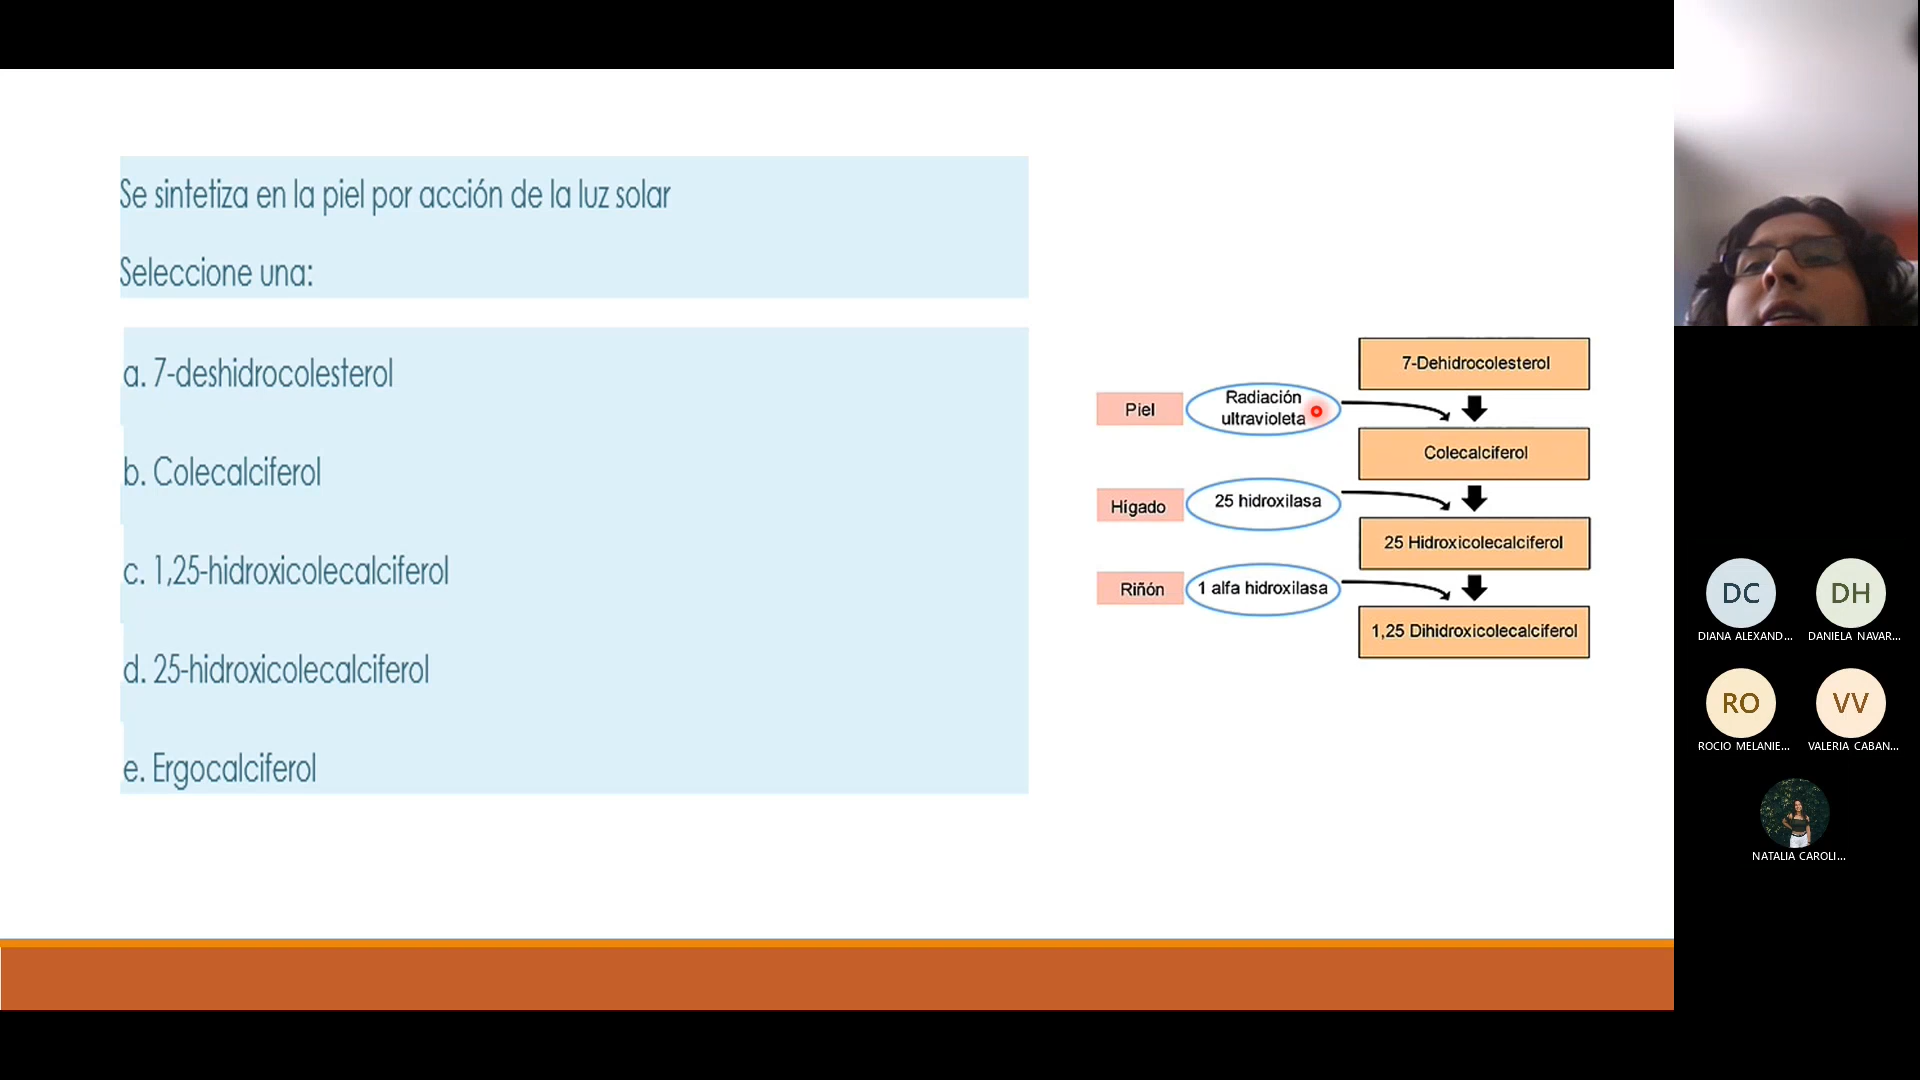 Se sintetiza en la piel por acción de la luz solar
Seleccione una:
a. 7-deshidrocolesterol
b. Colecalciferol
c. 1,25-hidroxicolecalciferol
d. 25-hidroxicolecalciferol
e. Ergocalciferol
7-Dehidrocolesterol
Piel
Radiación
ultravioleta
Colecalciferol
Hígado
25 hidroxilasa
25 Hidroxicolecalciferol
Riñón
1 alfa hidroxilasa
1,25 Dihidroxicolecalciferol
DC
DH
DIANA ALEXAND...
DANIELA NAVAR...
RO
VV
ROCIO MELANIE...
VALERIA CABAN...
NATALIA CAROLI...